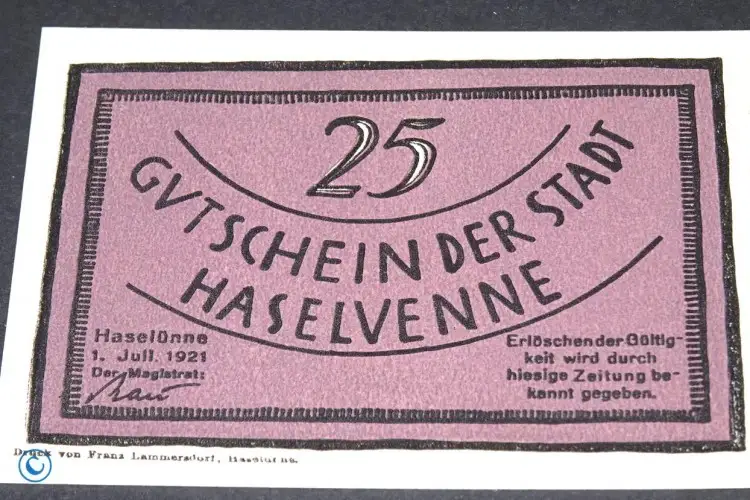 25
GVTSCHEIN DER STADT
HASELVENNE
Haselünne
1. Juli 1921
Der Magistrat:
Erlöschen der Gültig-
keit wird durch
hiesige Zeitung be-
kannt gegeben.
Druck von Franz Lammersdorf, Haselünne.